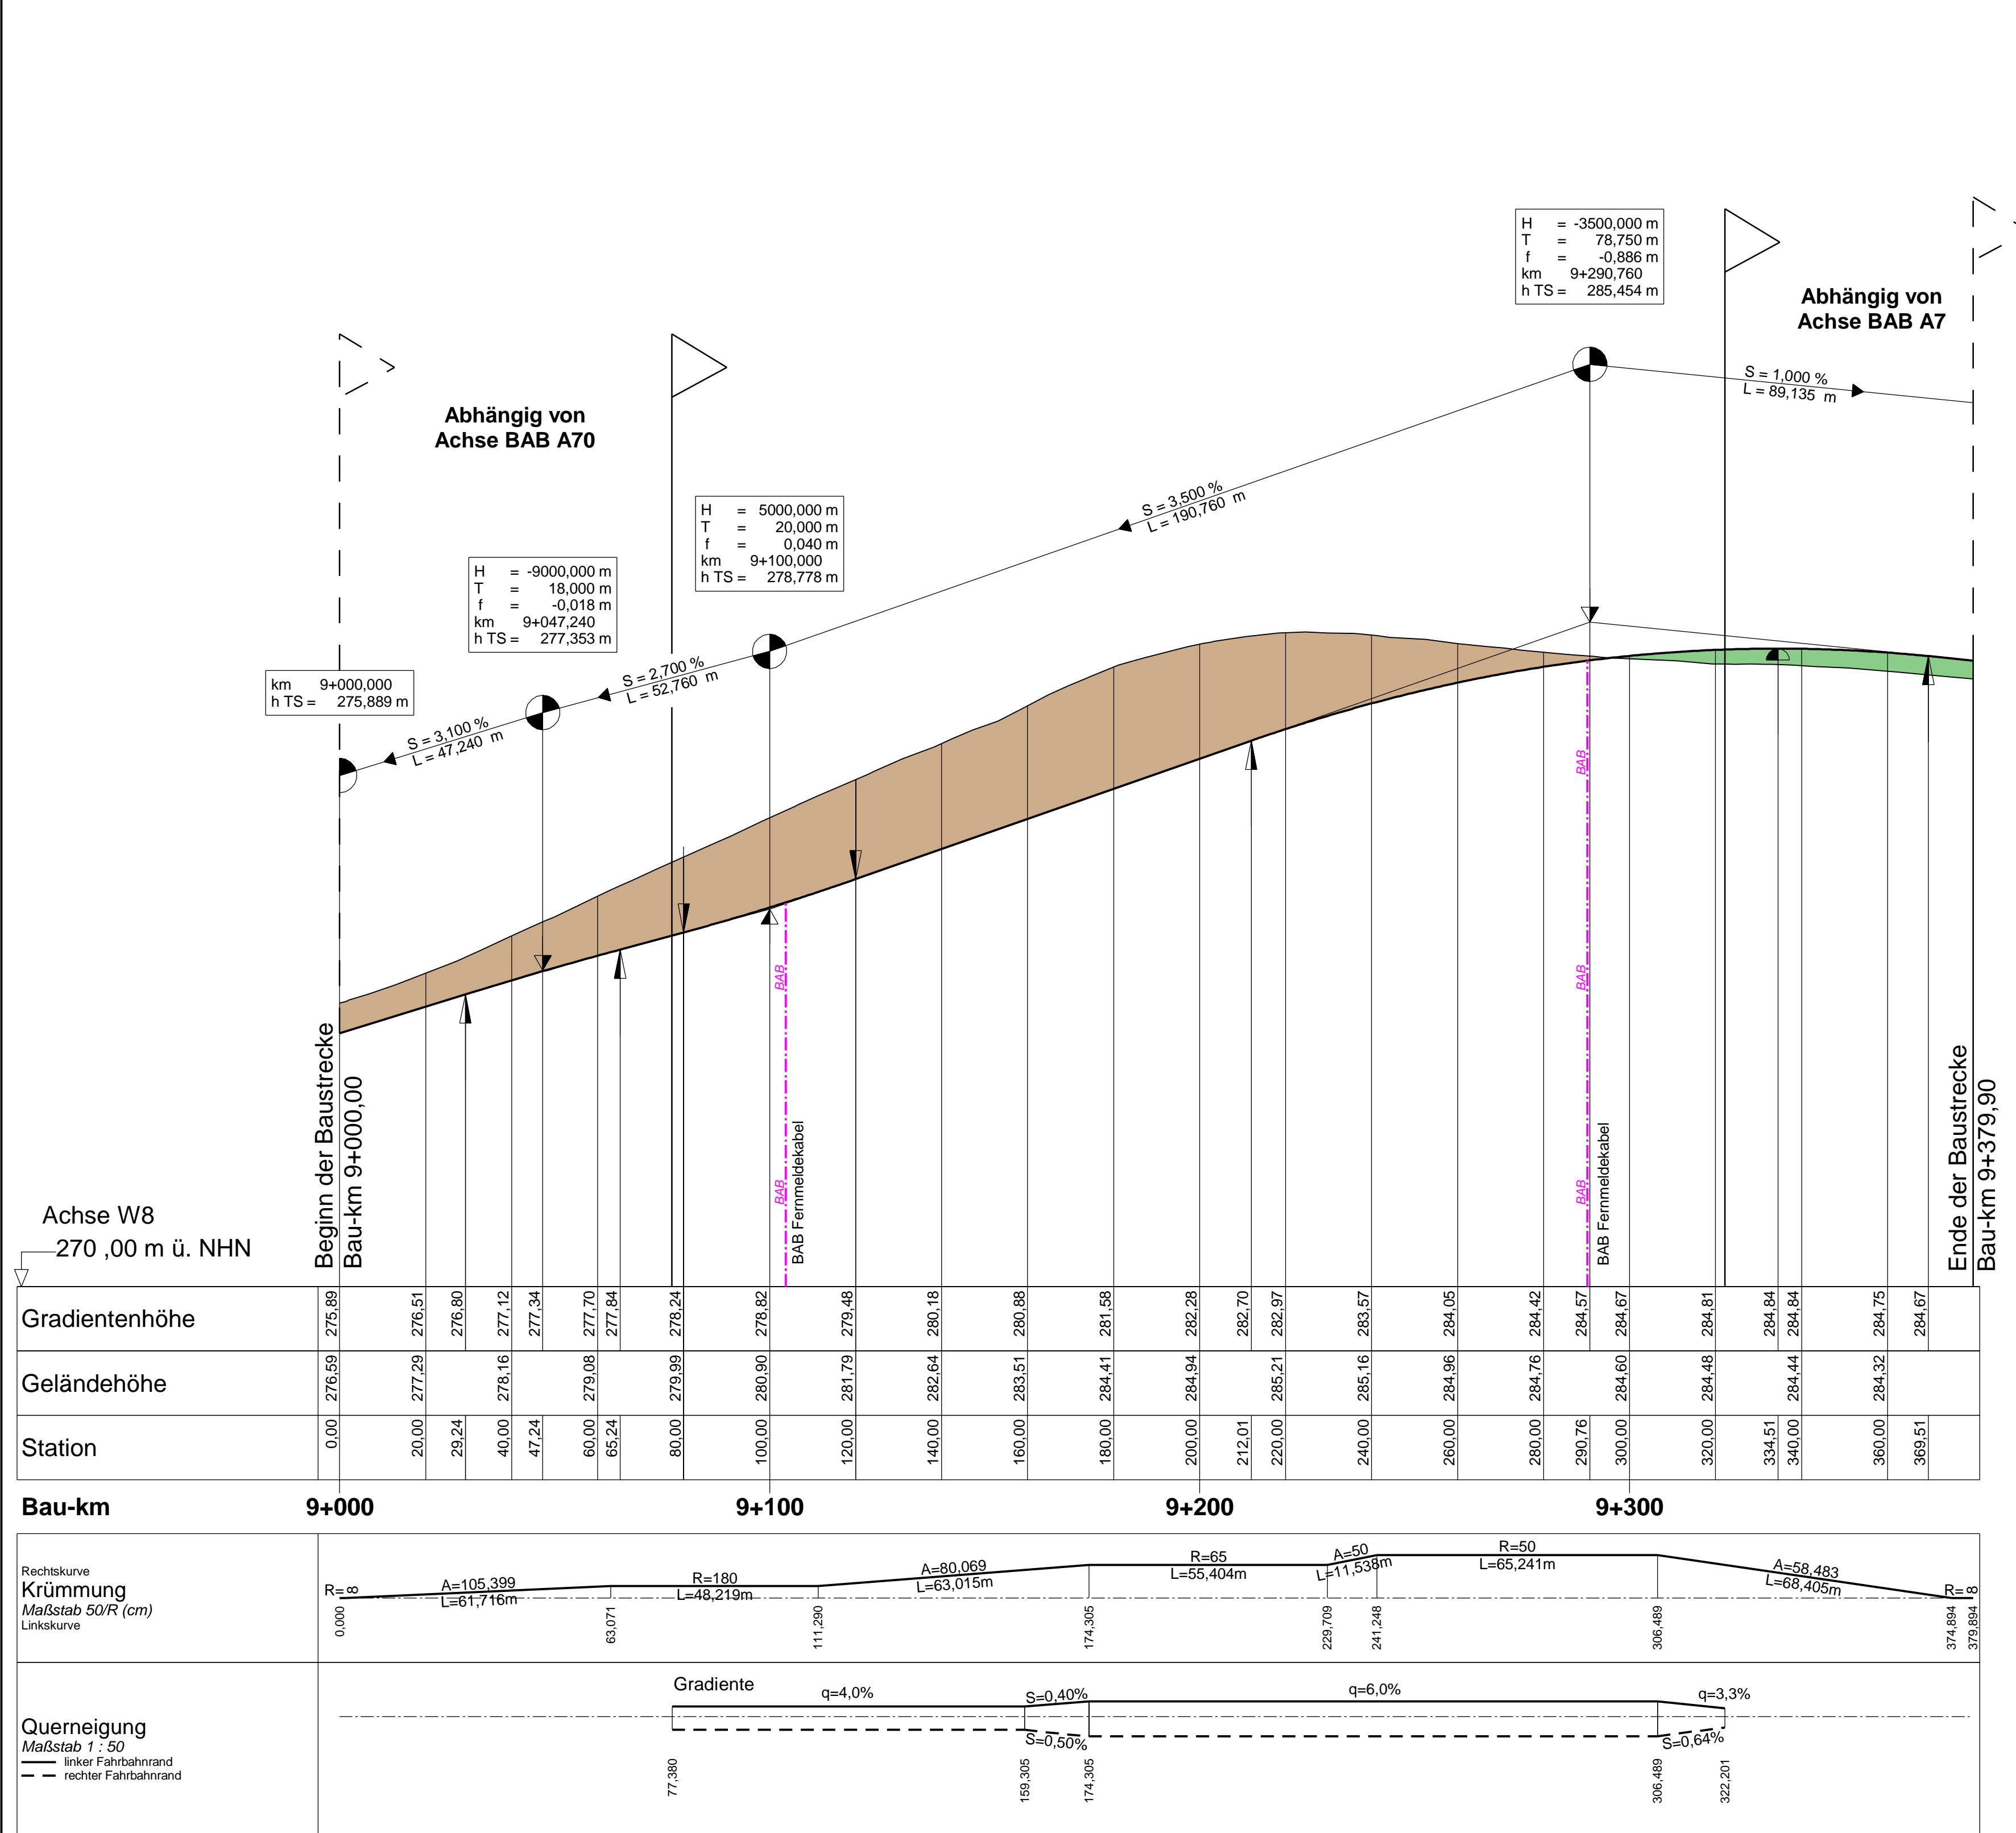 H = -3500,000 m
T = 78,750 m
f = -0,886 m
km 9+290,760
h TS = 285,454 m
Abhängig von
Achse BAB A7
S = 1,000 %
L = 89,135 m
Abhängig von
Achse BAB A70
S = 3,500 %
L = 190,760 m
H = 5000,000 m
T = 20,000 m
f = 0,040 m
km 9+100,000
h TS = 278,778 m
H = -9000,000 m
T = 18,000 m
f = -0,018 m
km 9+047,240
h TS = 277,353 m
S = 2,700 %
L = 52,760 m
km 9+000,000
h TS = 275,889 m
S = 3,100 %
L = 47,240 m
BAB
BAB
BAB
BAB
BAB
Beginn der Baustrecke
Bau-km 9+000,00
BAB Fernmeldekabel
BAB Fernmeldekabel
Ende der Baustrecke
Bau-km 9+379,90
Achse W8
270 ,00 m ü. NHN
Gradientenhöhe 275,89 276,51 276,80 277,12 277,34 277,70 277,84 278,24 278,82 279,48 280,18 280,88 281,58 282,28 282,70 282,97 283,57 284,05 284,42 284,57 284,67 284,81 284,84 284,84 284,75 284,67
Geländehöhe 276,59 277,29 278,16 279,08 279,99 280,90 281,79 282,64 283,51 284,41 284,94 285,21 285,16 284,96 284,76 284,60 284,48 284,44 284,32
Station 0,00 20,00 29,24 40,00 47,24 60,00 65,24 80,00 100,00 120,00 140,00 160,00 180,00 200,00 212,01 220,00 240,00 260,00 280,00 290,76 300,00 320,00 334,51 340,00 360,00 369,51
Bau-km 9+000 9+100 9+200 9+300
Rechtskurve
Krümmung
Maßstab 50/R (cm)
Linkskurve
R=∞
A=105,399
L=61,716m
R=180
L=48,219m
A=80,069
L=63,015m
R=65
L=55,404m
A=50
L=11,538m
R=50
L=65,241m
A=58,483
L=68,405m
R=∞
0,000 63,071 111,290 174,305 229,709 241,248 306,489 374,894 379,894
Querneigung
Maßstab 1 : 50
linker Fahrbahnrand
rechter Fahrbahnrand
Gradiente
q=4,0%
S=0,40%
S=0,50%
q=6,0%
q=3,3%
S=0,64%
77,380 159,305 174,305 306,489 322,201